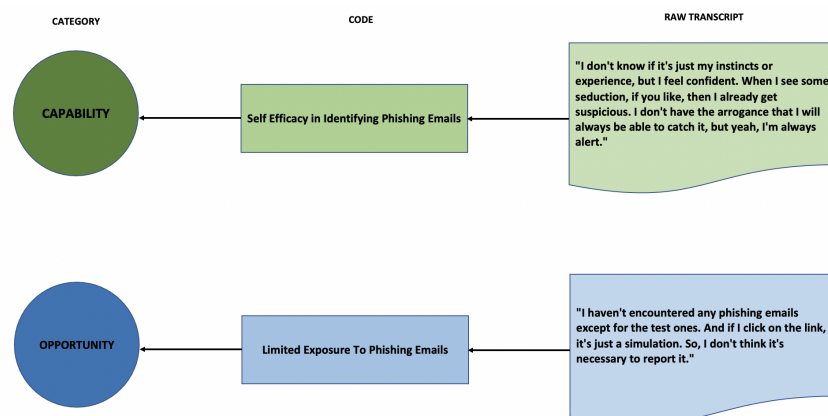 CATEGORY
CODE
RAW TRANSCRIPT
CAPABILITY
Self Efficacy in Identifying Phishing Emails
"I don't know if it's just my instincts or
experience, but I feel confident. When I see some
seduction, if you like, then I already get
suspicious. I don't have the arrogance that I will
always be able to catch it, but yeah, I'm always
alert."
OPPORTUNITY
Limited Exposure To Phishing Emails
"I haven't encountered any phishing emails
except for the test ones. And if I click on the link,
it's just a simulation. So, I don't think it's
necessary to report it."